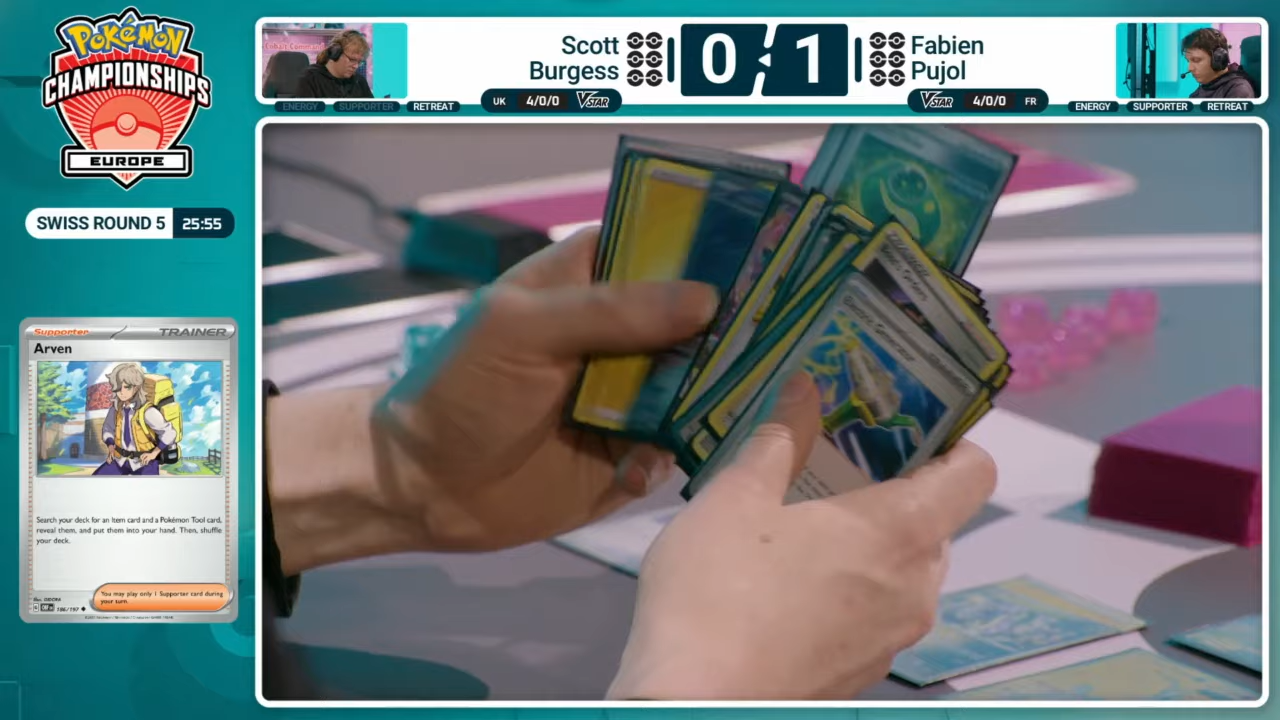 Pokémon
CHAMPIONSHIPS
EUROPE
SWISS ROUND 5 25:55
Scott
Burgess
0 1
Fabien
Pujol
ENERGY SUPPORTER RETREAT
UK 4/0/0 VSTAR
VSTAR 4/0/0 FR
ENERGY SUPPORTER RETREAT
Supporter TRAINER
Arven
Search your deck for an Item card and a Pokémon Tool card,
reveal them, and put them into your hand. Then, shuffle
your deck.
You may play only 1 Supporter card during
your turn.
186/197